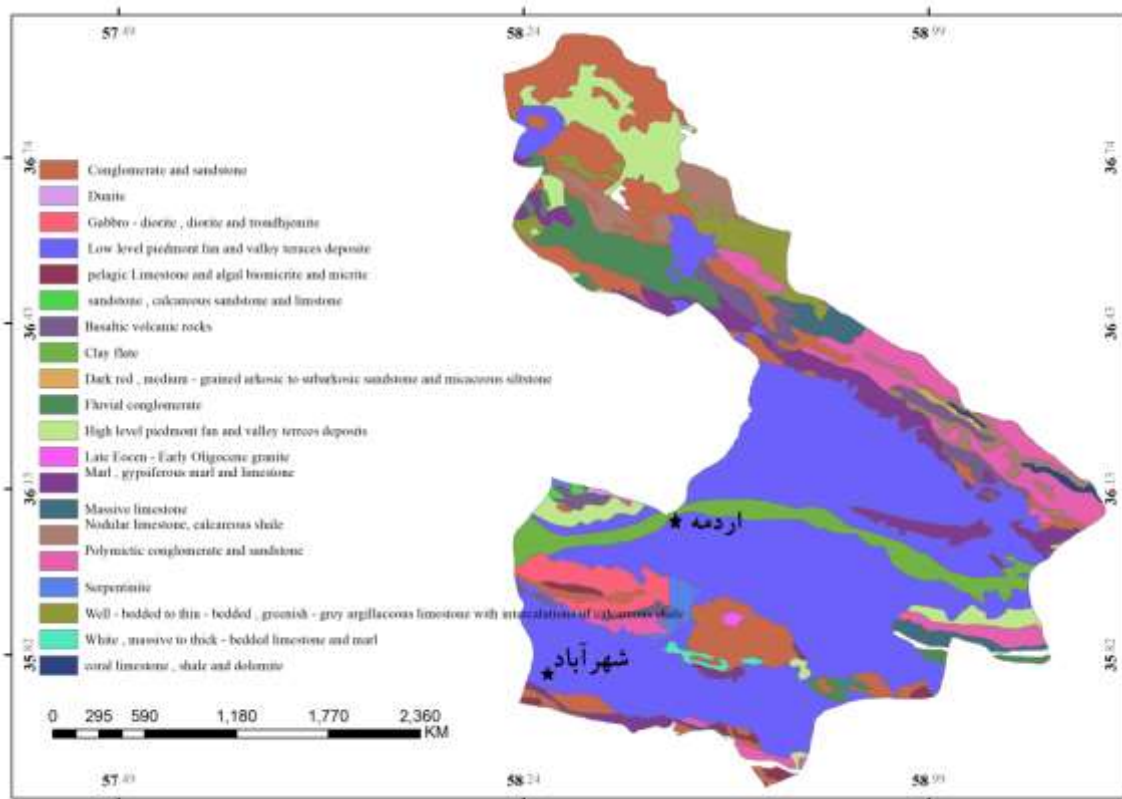 57.49 58.24 58.99
36.74
36.43
36.13
35.82
Conglomerate and sandstone
Dunite
Gabbro - diorite , diorite and trondhjemite
Low level piedmont fan and valley terraces deposite
pelagic Limestone and algal biomicrite and micrite
sandstone , calcareous sandstone and limstone
Basaltic volcanic rocks
Clay flate
Dark red , medium - grained arkosic to subarkosic sandstone and micaceous siltstone
Fluvial conglomerate
High level piedmont fan and valley terrces deposits
Late Eocen - Early Oligocene granite
Marl , gypsiferous marl and limestone
Massive limestone
Nodular limestone, calcareous shale
Polymictic conglomerate and sandstone
Serpentinite
Well - bedded to thin - bedded , greenish - grey argillaceous limestone with intercalations of calcareous shale
White , massive to thick - bedded limestone and marl
coral limestone , shale and dolomite
اردمه
شهرآباد
0 295 590 1,180 1,770 2,360
KM
36.74
36.43
36.13
35.82
57.49 58.24 58.99